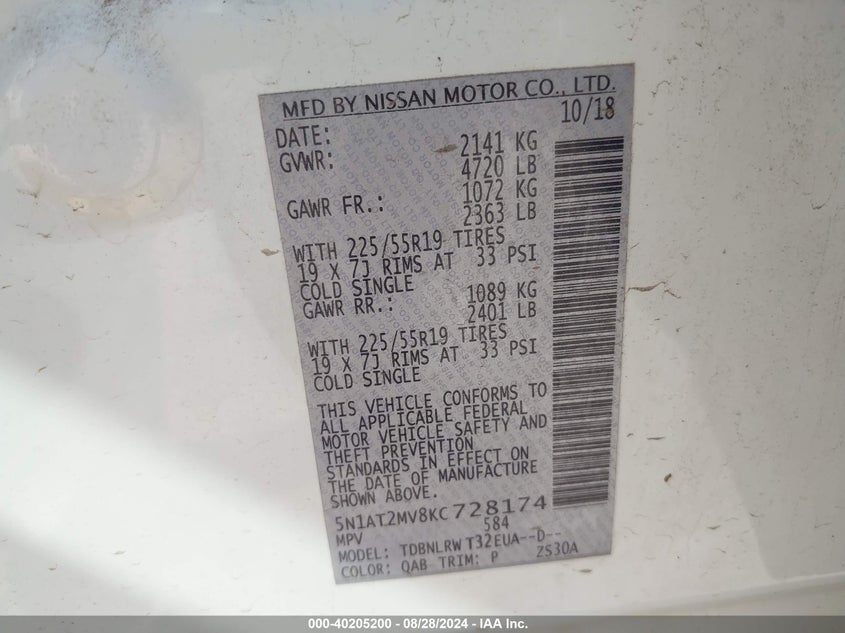 MFD BY NISSAN MOTOR CO., LTD.
DATE: 10/18
GVWR: 2141 KG
4720 LB
GAWR FR.: 1072 KG
2363 LB
WITH 225/55R19 TIRES
19 X 7J RIMS AT 33 PSI
COLD SINGLE
GAWR RR.: 1089 KG
2401 LB
WITH 225/55R19 TIRES
19 X 7J RIMS AT 33 PSI
COLD SINGLE
THIS VEHICLE CONFORMS TO
ALL APPLICABLE FEDERAL
MOTOR VEHICLE SAFETY AND
THEFT PREVENTION
STANDARDS IN EFFECT ON
THE DATE OF MANUFACTURE
SHOWN ABOVE.
5N1AT2MV8KC728174
MPV 584
MODEL: TDBNLRW T32EUA--D--
COLOR: QAB TRIM: P ZS30A
000-40205200 - 08/28/2024 - IAA Inc.